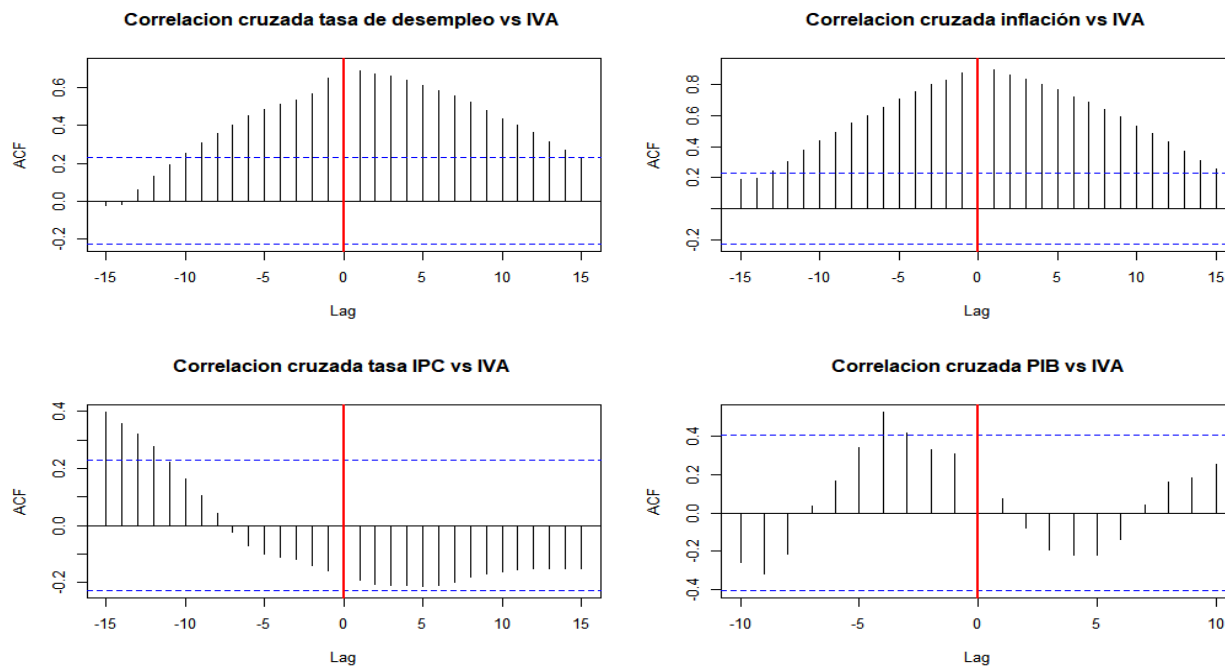 Correlacion cruzada tasa de desempleo vs IVA
ACF
-0.2 0.0 0.2 0.4 0.6
-15 -10 -5 0 5 10 15
Lag
Correlacion cruzada inflación vs IVA
ACF
-0.2 0.2 0.4 0.6 0.8
-15 -10 -5 0 5 10 15
Lag
Correlacion cruzada tasa IPC vs IVA
ACF
-0.2 0.0 0.2 0.4
-15 -10 -5 0 5 10 15
Lag
Correlacion cruzada PIB vs IVA
ACF
-0.4 -0.2 0.0 0.2 0.4
-10 -5 0 5 10
Lag